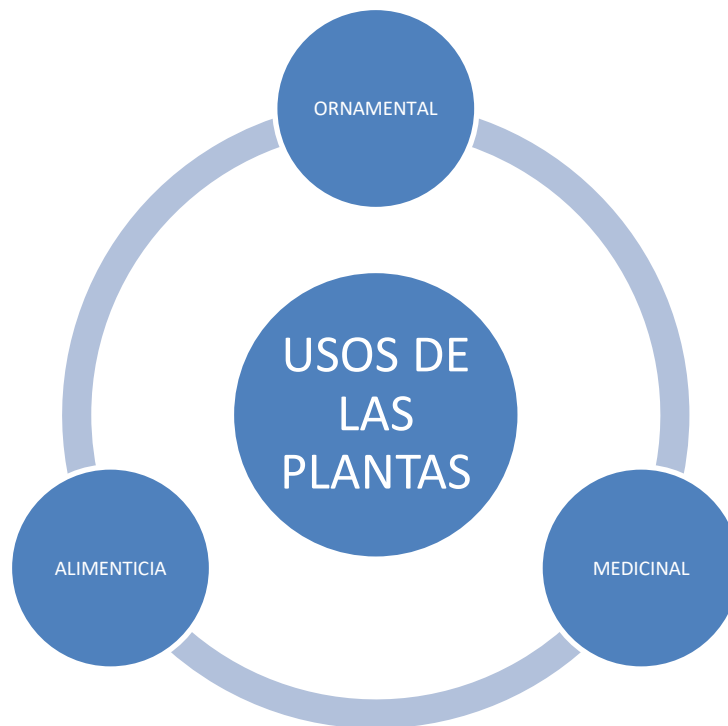 ORNAMENTAL
USOS DE
LAS
PLANTAS
ALIMENTICIA
MEDICINAL